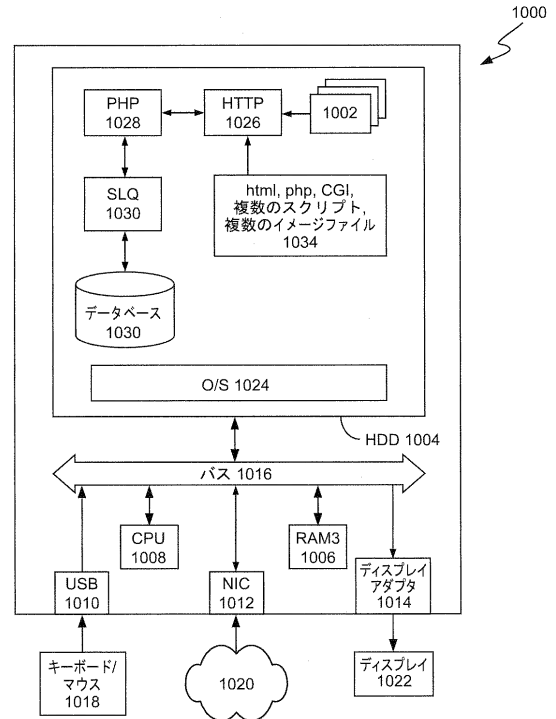 1000
PHP
1028
HTTP
1026
1002
SLQ
1030
html, php, CGI,
複数のスクリプト,
複数のイメージファイル
1034
データベース
1030
O/S 1024
HDD 1004
バス 1016
CPU
1008
RAM3
1006
USB
1010
NIC
1012
ディスプレイ
アダプタ
1014
キーボード/
マウス
1018
1020
ディスプレイ
1022